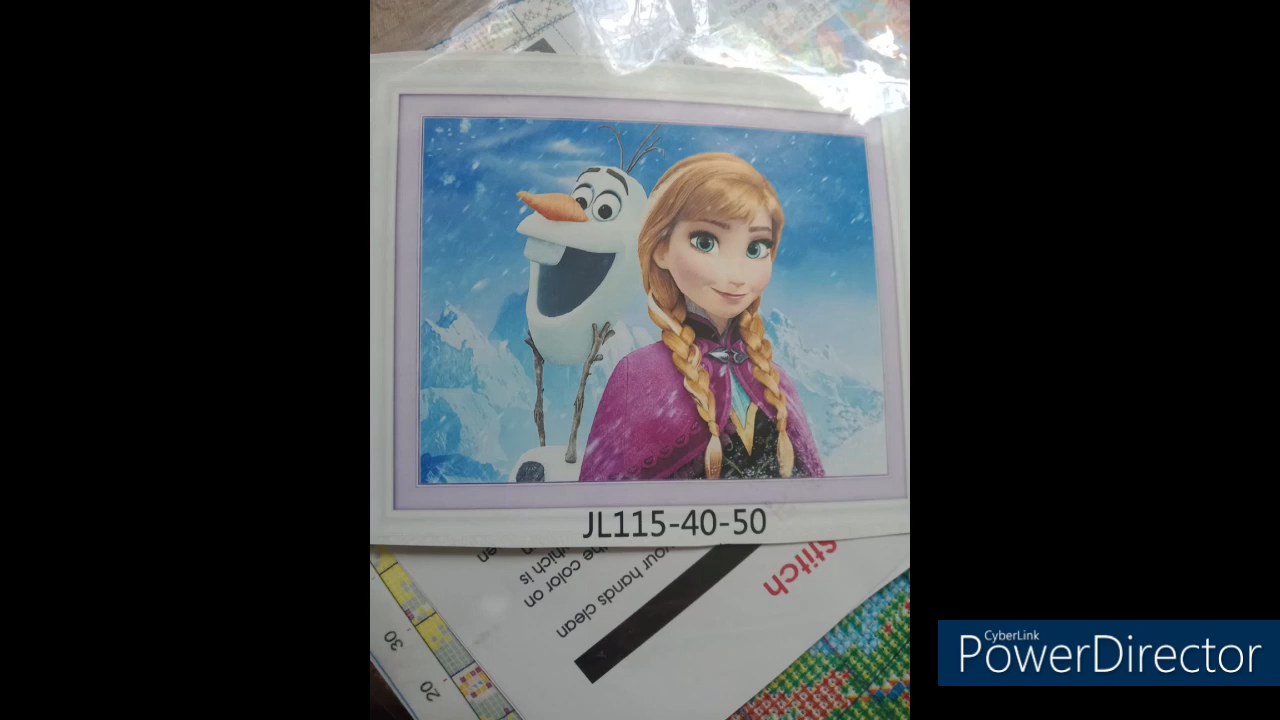 JL115-40-50
Stitch
your hands clean
the color on
which is
30
20
CyberLink
PowerDirector